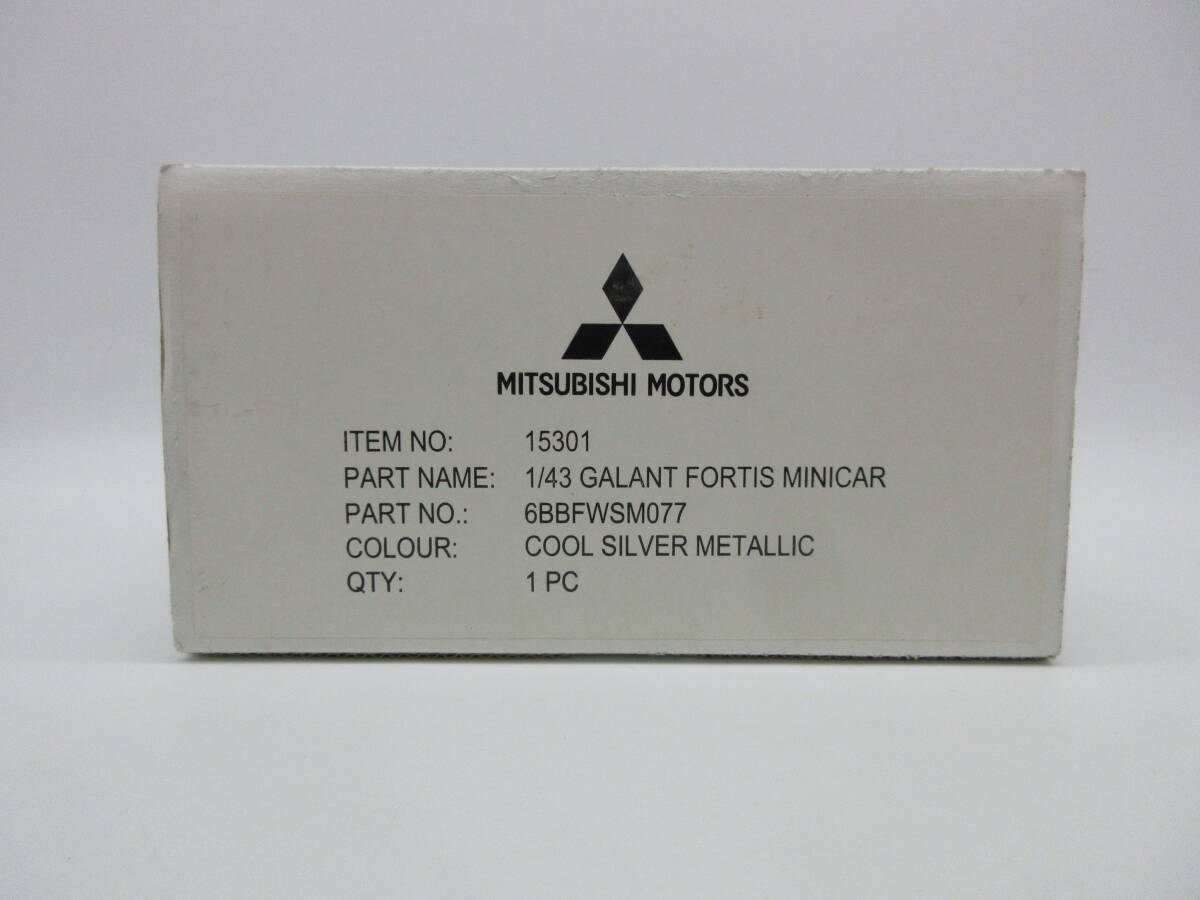 MITSUBISHI MOTORS
ITEM NO: 15301
PART NAME: 1/43 GALANT FORTIS MINICAR
PART NO.: 6BBFWSM077
COLOUR: COOL SILVER METALLIC
QTY: 1 PC